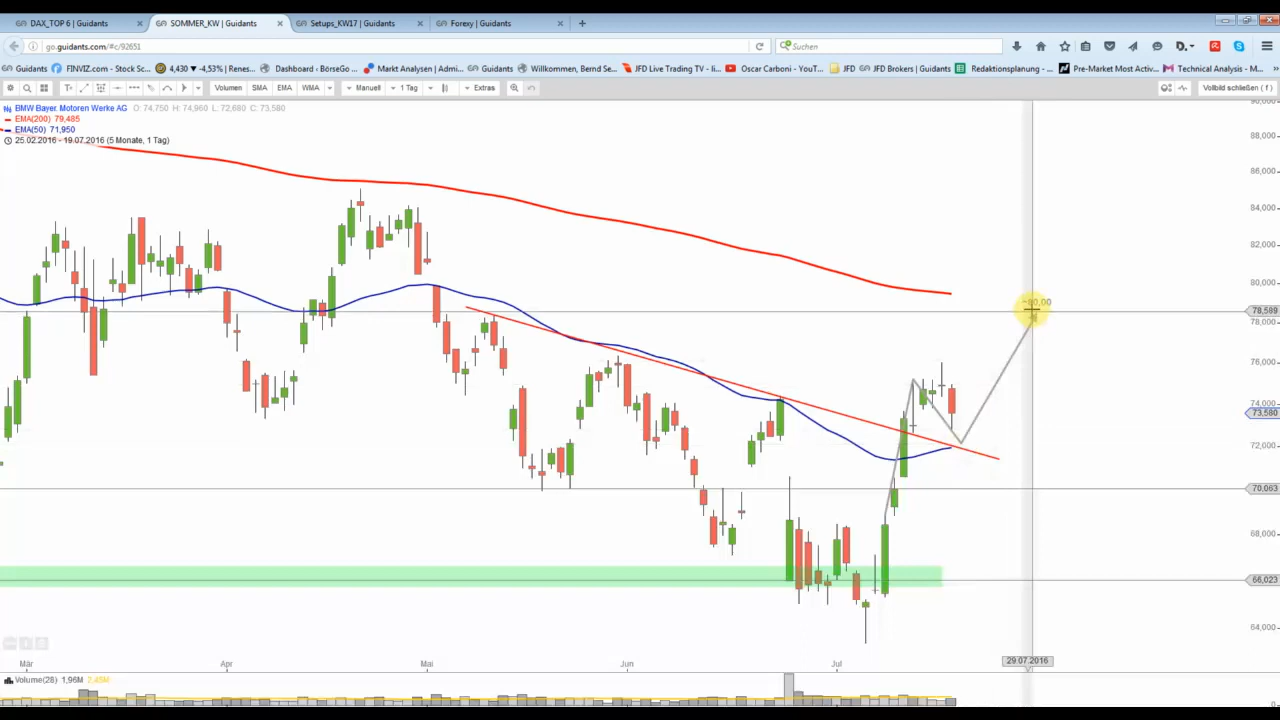 DAX_TOP 6 | Guidants
SOMMER_KW | Guidants
Setups_KW17 | Guidants
Forexy | Guidants
go.guidants.com/#c/92651
Suchen
Guidants
FINVIZ.com - Stock Sc...
4,430 ▼ -4,53% | Renes...
Dashboard - BörseGo ...
Markt Analysen | Admi...
Guidants
Willkommen, Bernd Se...
JFD Live Trading TV - li...
Oscar Carboni - YouT...
JFD
JFD Brokers | Guidants
Redaktionsplanung - ...
Pre-Market Most Activ...
Technical Analysis - M...
Volumen
SMA
EMA
WMA
Manuell
1 Tag
Extras
Vollbild schließen ( f )
BMW Bayer. Motoren Werke AG O: 74,750 H: 74,960 L: 72,680 C: 73,580
EMA(200) 79,485
EMA(50) 71,950
25.02.2016 - 19.07.2016 (5 Monate, 1 Tag)
90,000
88,000
86,000
84,000
82,000
80,000
~80,00
78,589
78,000
76,000
74,000
73,580
72,000
70,063
68,000
66,023
64,000
Mär
Apr
Mai
Jun
Jul
29.07.2016
Volume(28) 1,96M 2,45M
0